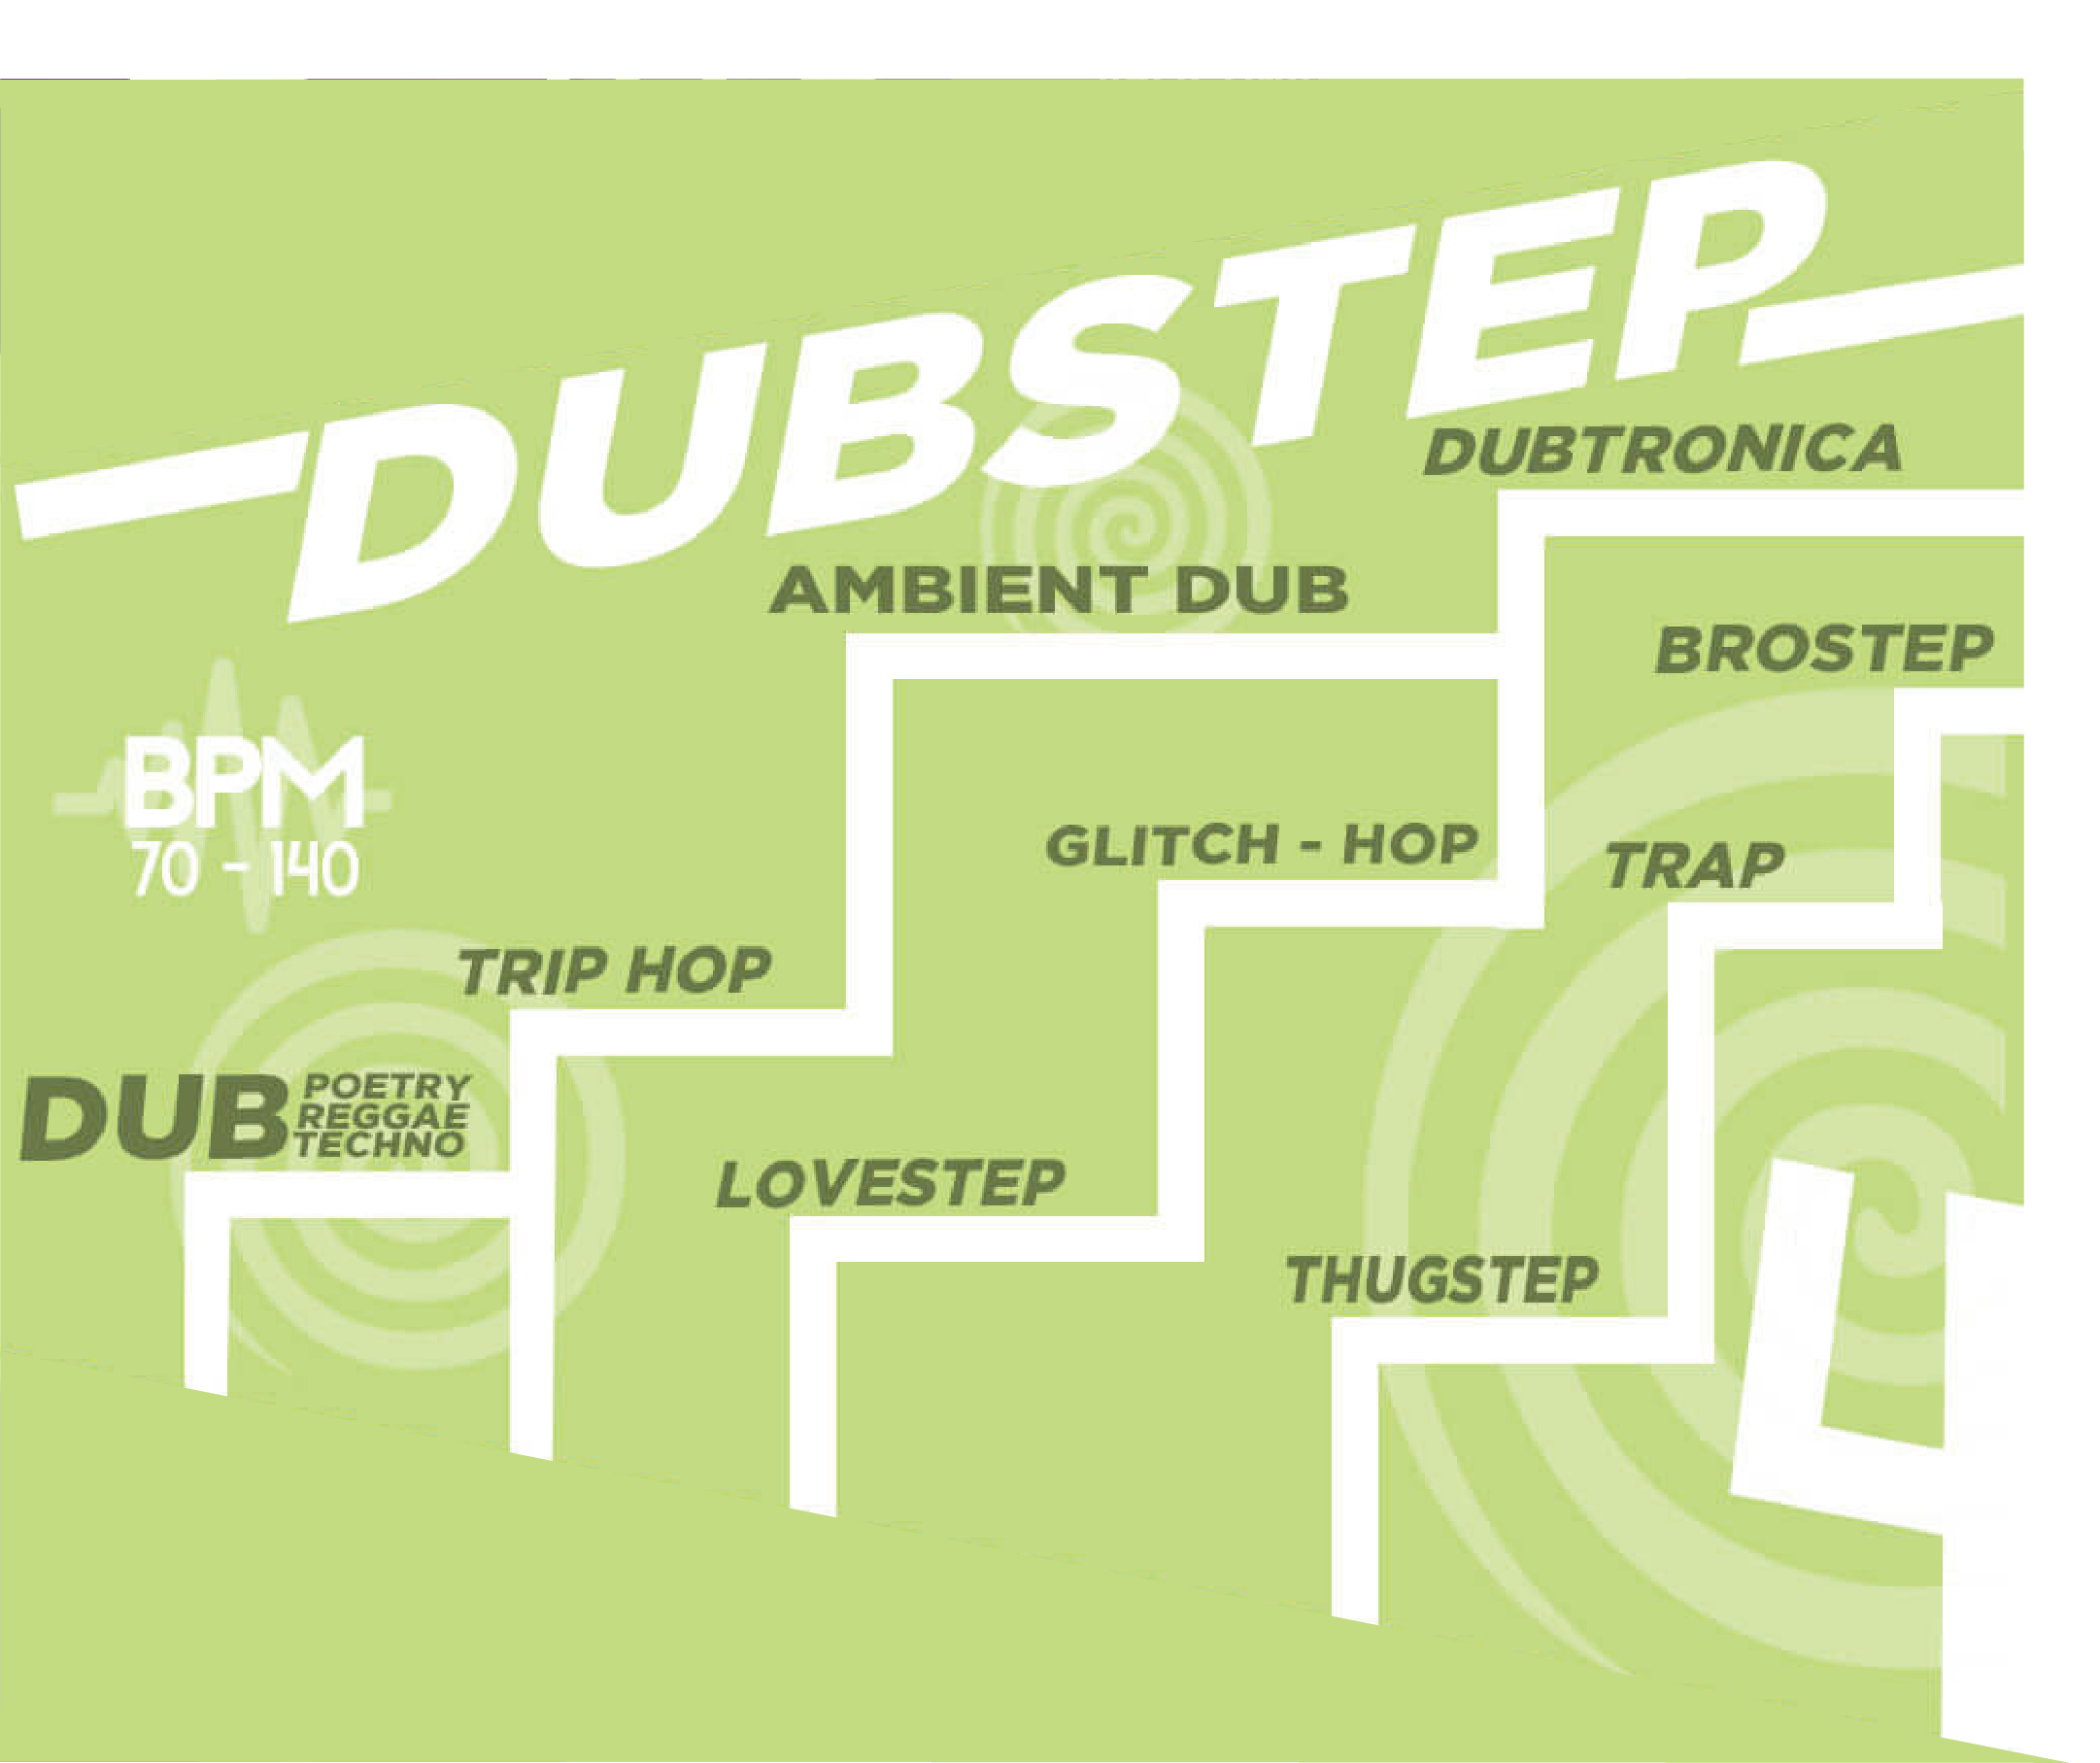 DUBSTEP
DUBTRONICA
AMBIENT DUB
BROSTEP
BPM
70 - 140
GLITCH - HOP
TRAP
TRIP HOP
DUB POETRY
REGGAE
TECHNO
LOVESTEP
THUGSTEP